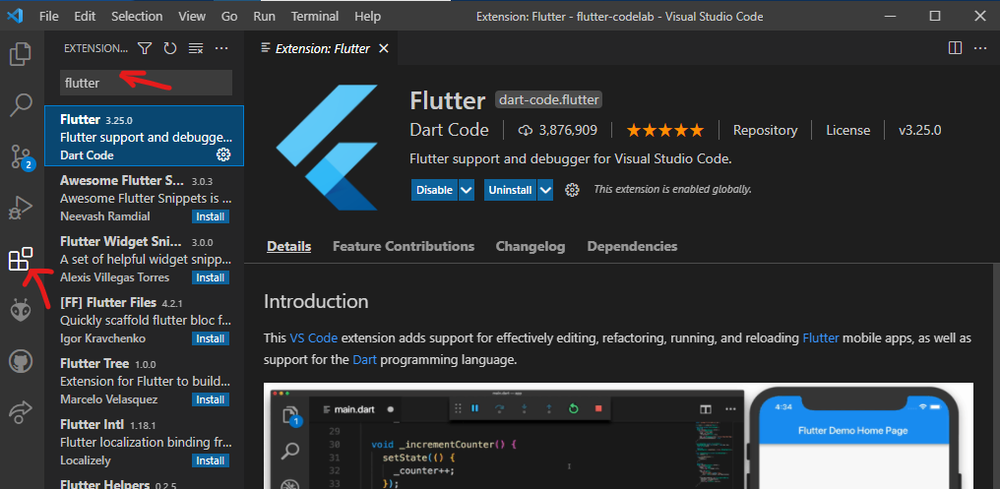 File Edit Selection View Go Run Terminal Help
Extension: Flutter - flutter-codelab - Visual Studio Code
EXTENSION...
flutter
2
Flutter 3.25.0
Flutter support and debugge...
Dart Code
Awesome Flutter S... 3.0.3
Awesome Flutter Snippets is ...
Neevash Ramdial Install
Flutter Widget Sni... 3.0.0
A set of helpful widget snipp...
Alexis Villegas Torres Install
[FF] Flutter Files 4.2.1
Quickly scaffold flutter bloc f...
Igor Kravchenko Install
Flutter Tree 1.0.0
Extension for Flutter to build...
Marcelo Velasquez Install
Flutter Intl 1.18.1
Flutter localization binding fr...
Localizely Install
Flutter Helpers 0.2.5
Extension: Flutter
Flutter dart-code.flutter
Dart Code 3,876,909 Repository License v3.25.0
Flutter support and debugger for Visual Studio Code.
Disable Uninstall This extension is enabled globally.
Details Feature Contributions Changelog Dependencies
Introduction
This VS Code extension adds support for effectively editing, refactoring, running, and reloading Flutter mobile apps, as well as
support for the Dart programming language.
main.dart
1
29
30 void _incrementCounter() {
31 setState(() {
32 _counter++;
33 });
4:34
Flutter Demo Home Page